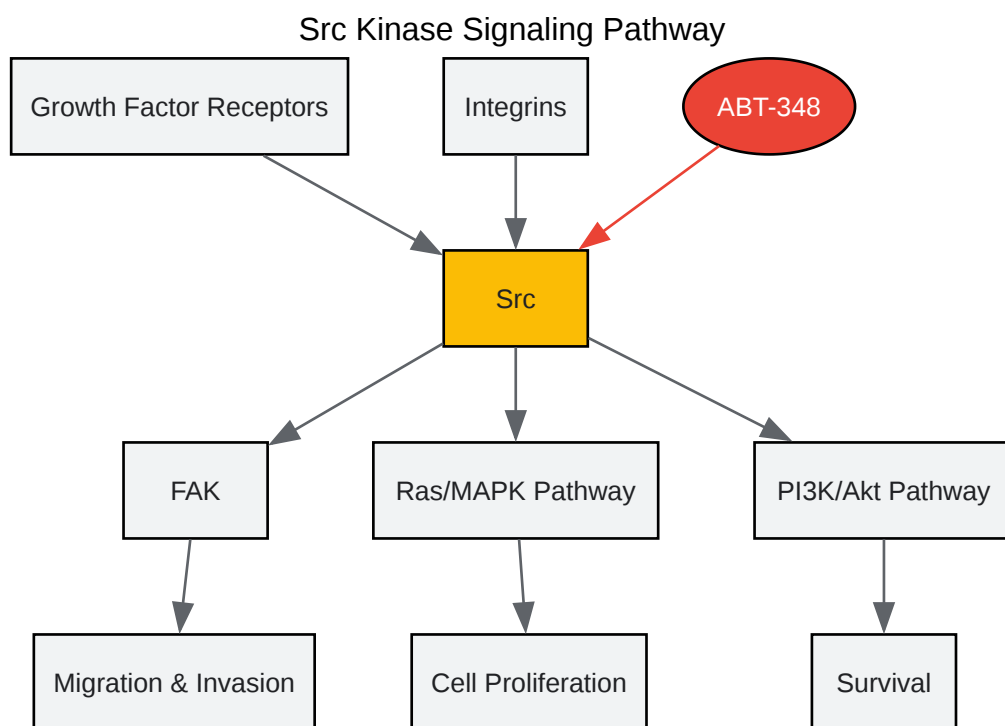 Src Kinase Signaling Pathway
Growth Factor Receptors
Integrins
ABT-348
Src
FAK
Ras/MAPK Pathway
PI3K/Akt Pathway
Migration & Invasion
Cell Proliferation
Survival